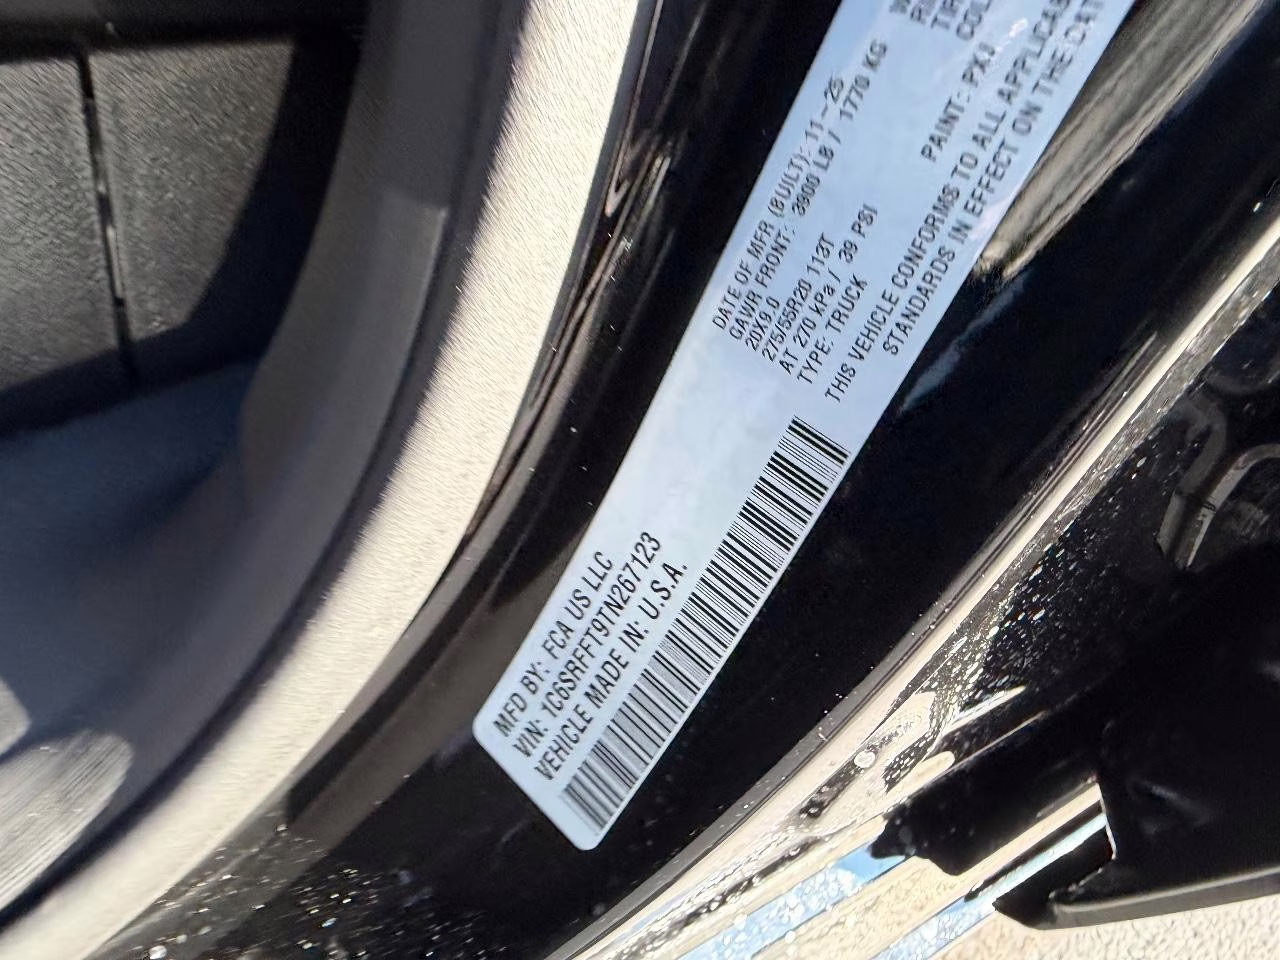 MFD BY: FCA US LLC
VIN: 1C6SRFFT9TN267123
VEHICLE MADE IN: U.S.A.
DATE OF MFR (BUILT): 11-25
GAWR FRONT: 3900 LB / 1770 KG
20X9.0
275/55R20 113T
AT 270 kPa / 39 PSI
TYPE: TRUCK
PAINT: PXJ
THIS VEHICLE CONFORMS TO ALL
STANDARDS IN EFFECT ON THE